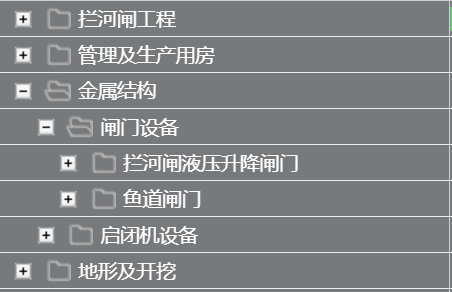 拦河闸工程
管理及生产用房
金属结构
闸门设备
拦河闸液压升降闸门
鱼道闸门
启闭机设备
地形及开挖